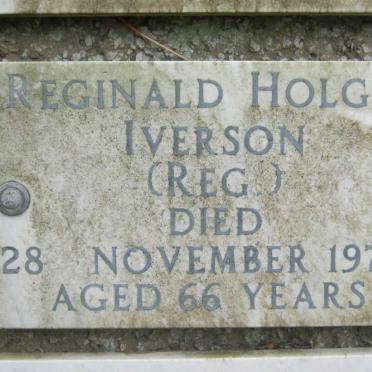 REGINALD HOLG
IVERSON
(REG )
DIED
28 NOVEMBER 197
AGED 66 YEARS